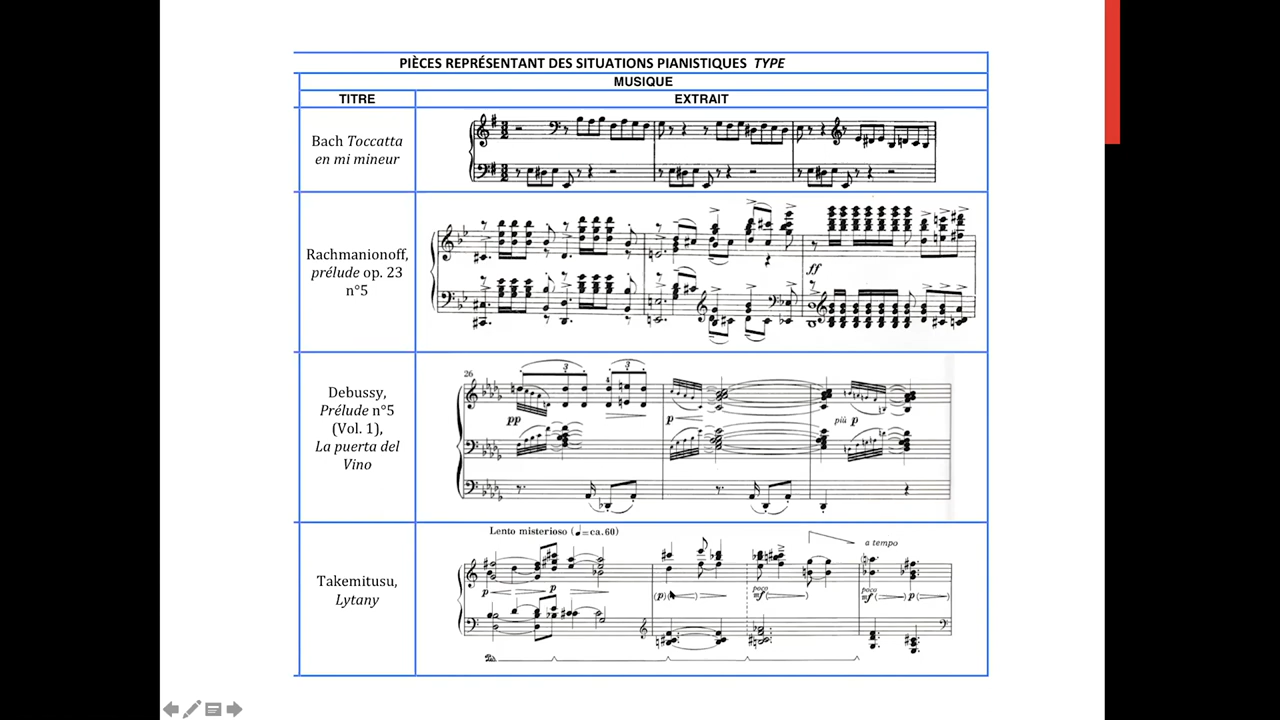 PIÈCES REPRÉSENTANT DES SITUATIONS PIANISTIQUES TYPE
MUSIQUE
TITRE
EXTRAIT
Bach Toccatta
en mi mineur
Rachmanionoff,
prélude op. 23
n°5
ff
Debussy,
Prélude n°5
(Vol. 1),
La puerta del
Vino
26
3
3
pp
p
più p
Takemitusu,
Lytany
Lento misterioso (♩=ca.60)
a tempo
p
p
(p)
poco
mf
poco
mf
p